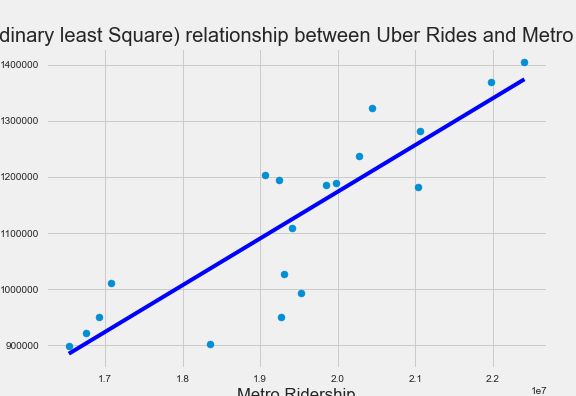 dinary least Square) relationship between Uber Rides and Metro
1400000
1300000
1200000
1100000
1000000
900000
1.7 1.8 1.9 2.0 2.1 2.2
1e7
Metro Ridership